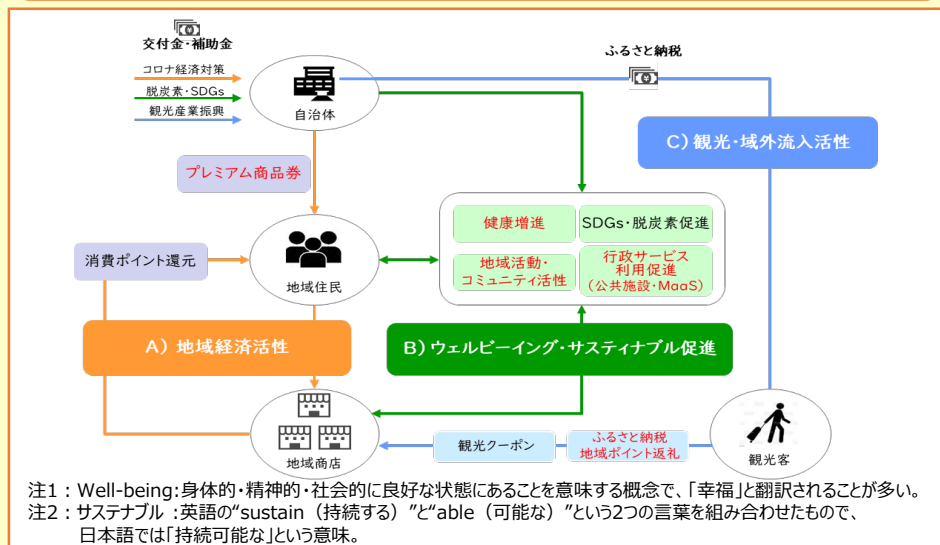 交付金・補助金
コロナ経済対策
脱炭素・SDGs
観光産業振興
自治体
ふるさと納税
C)観光・域外流入活性
プレミアム商品券
健康増進
SDGs・脱炭素促進
地域活動・
コミュニティ活性
行政サービス
利用促進
(公共施設・MaaS)
消費ポイント還元
地域住民
A) 地域経済活性
B)ウェルビーイング・サスティナブル促進
地域商店
観光クーポン
ふるさと納税
地域ポイント返礼
観光客
注1:Well-being:身体的・精神的・社会的に良好な状態にあることを意味する概念で、「幸福」と翻訳されることが多い。
注2:サステナブル :英語の“sustain(持続する)”と“able(可能な)”という2つの言葉を組み合わせたもので、
日本語では「持続可能な」という意味。